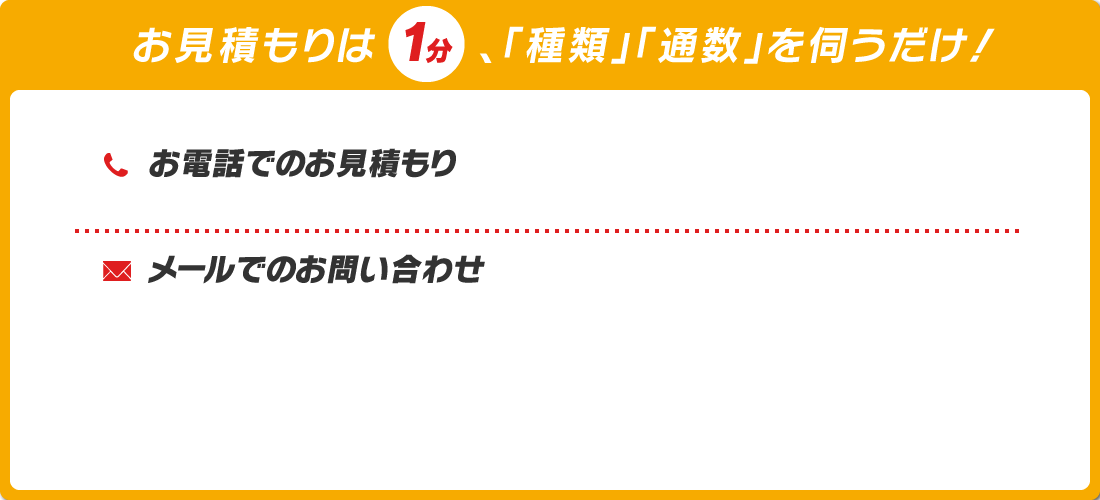 お見積もりは1分、「種類」「通数」を伺うだけ!
お電話でのお見積もり
メールでのお問い合わせ